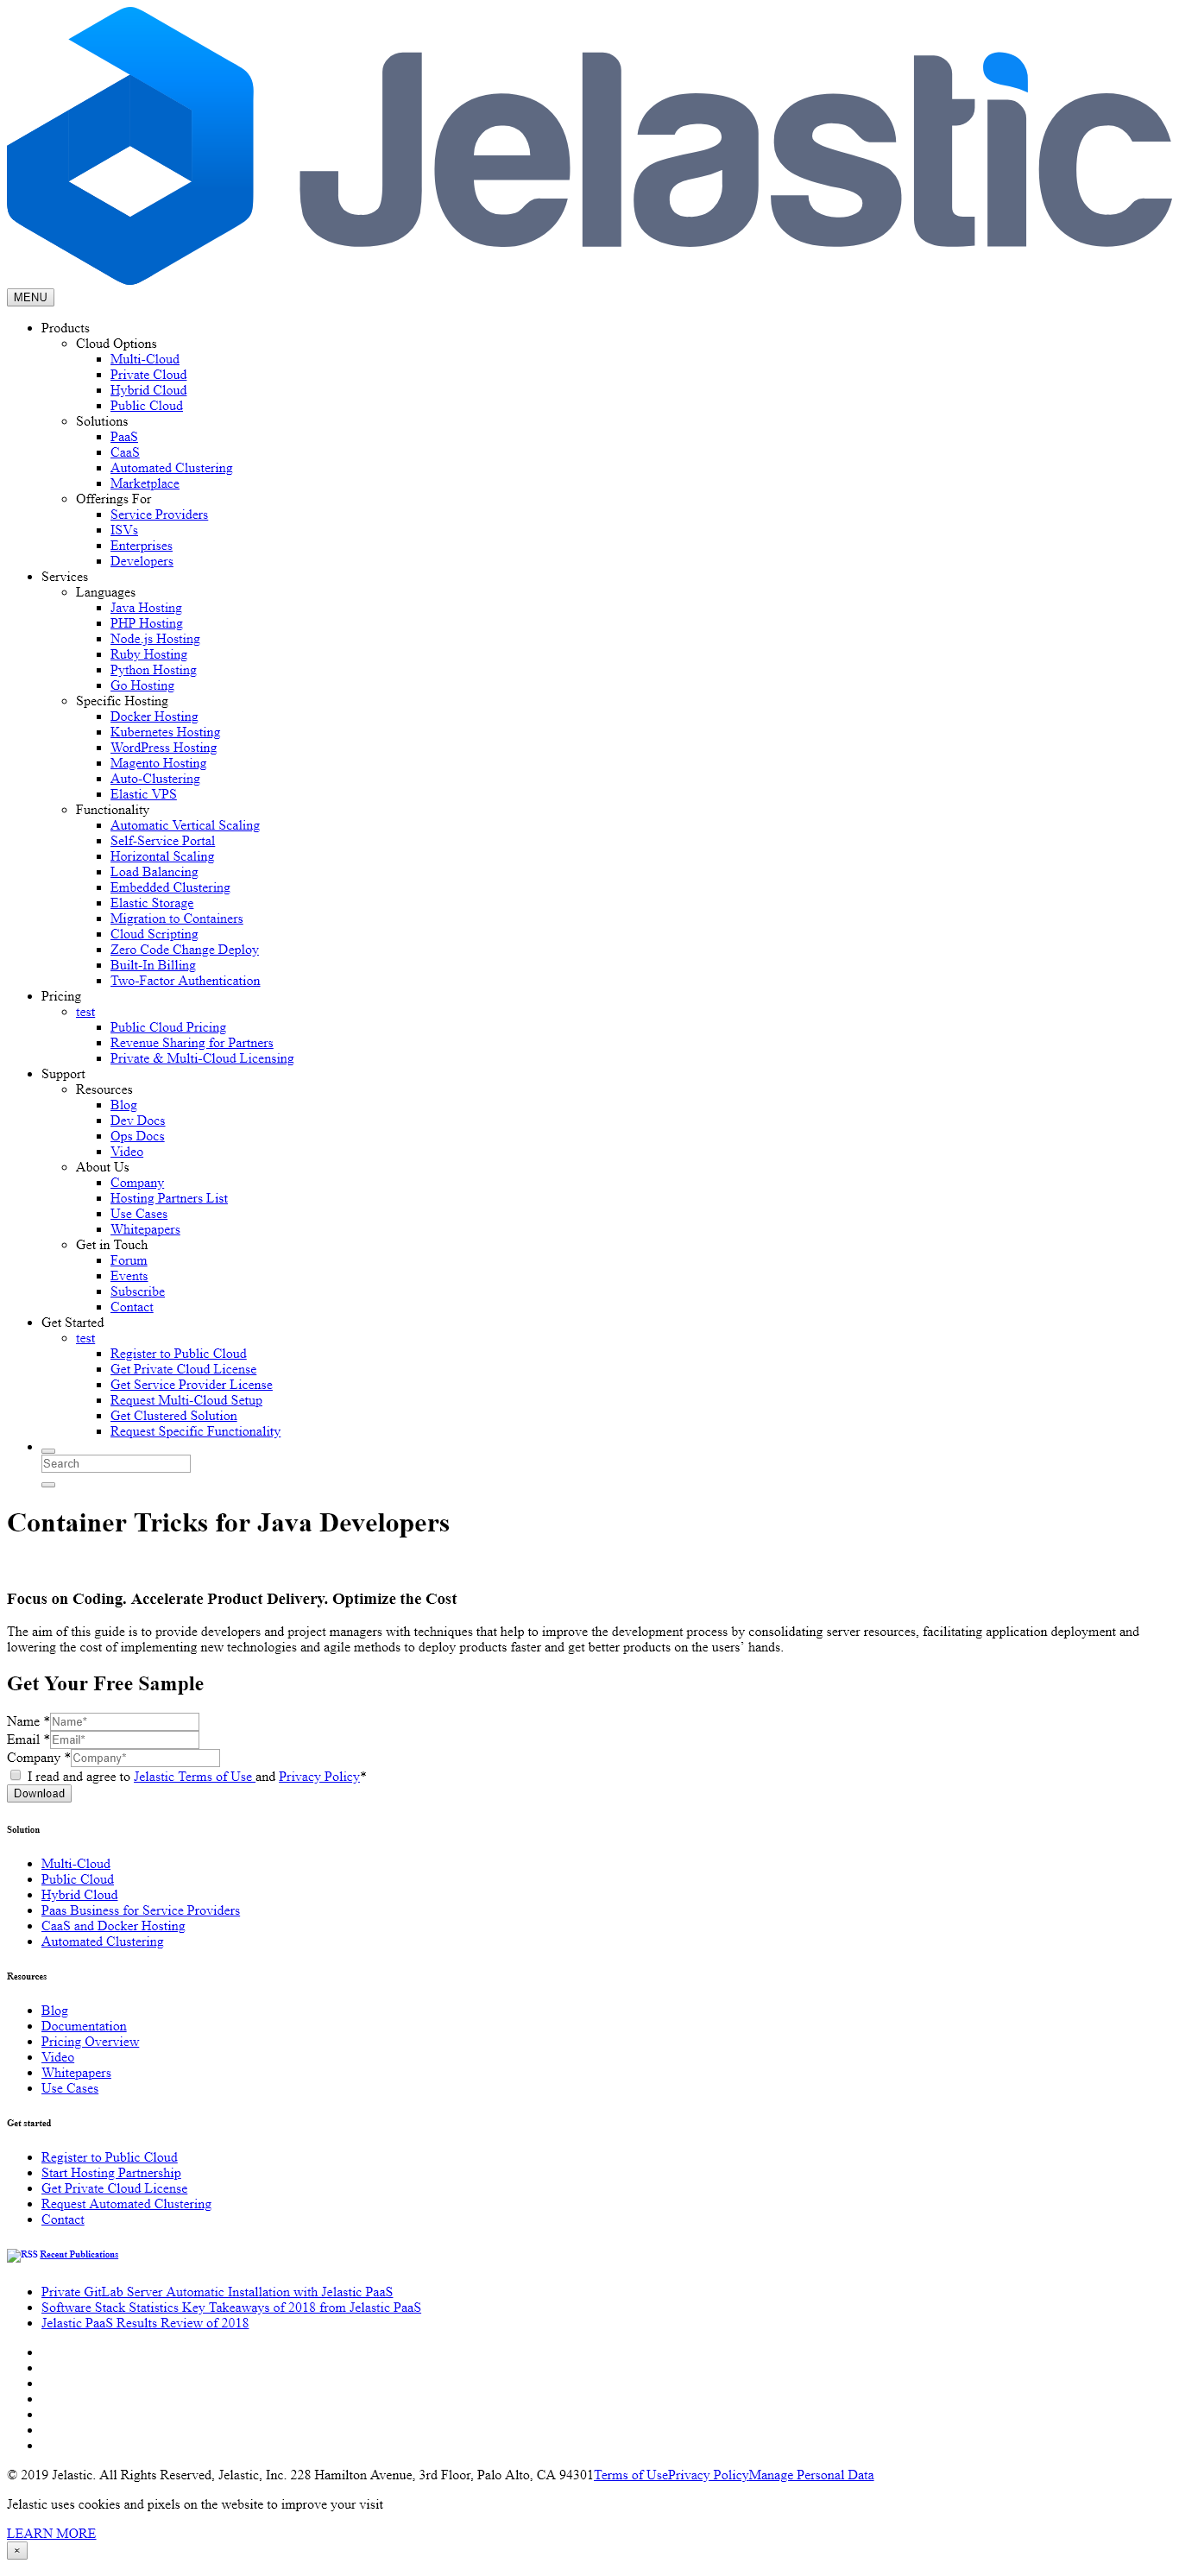 Jelastic
MENU
Products
Cloud Options
Multi-Cloud
Private Cloud
Hybrid Cloud
Public Cloud
Solutions
PaaS
CaaS
Automated Clustering
Marketplace
Offerings For
Service Providers
ISVs
Enterprises
Developers
Services
Languages
Java Hosting
PHP Hosting
Node.js Hosting
Ruby Hosting
Python Hosting
Go Hosting
Specific Hosting
Docker Hosting
Kubernetes Hosting
WordPress Hosting
Magento Hosting
Auto-Clustering
Elastic VPS
Functionality
Automatic Vertical Scaling
Self-Service Portal
Horizontal Scaling
Load Balancing
Embedded Clustering
Elastic Storage
Migration to Containers
Cloud Scripting
Zero Code Change Deploy
Built-In Billing
Two-Factor Authentication
Pricing
test
Public Cloud Pricing
Revenue Sharing for Partners
Private & Multi-Cloud Licensing
Support
Resources
Blog
Dev Docs
Ops Docs
Video
About Us
Company
Hosting Partners List
Use Cases
Whitepapers
Get in Touch
Forum
Events
Subscribe
Contact
Get Started
test
Register to Public Cloud
Get Private Cloud License
Get Service Provider License
Request Multi-Cloud Setup
Get Clustered Solution
Request Specific Functionality
Search
Container Tricks for Java Developers
Focus on Coding. Accelerate Product Delivery. Optimize the Cost
The aim of this guide is to provide developers and project managers with techniques that help to improve the development process by consolidating server resources, facilitating application deployment and
lowering the cost of implementing new technologies and agile methods to deploy products faster and get better products on the users’ hands.
Get Your Free Sample
Name *Name*
Email *Email*
Company *Company*
I read and agree to Jelastic Terms of Use and Privacy Policy*
Download
Solution
Multi-Cloud
Public Cloud
Hybrid Cloud
Paas Business for Service Providers
CaaS and Docker Hosting
Automated Clustering
Resources
Blog
Documentation
Pricing Overview
Video
Whitepapers
Use Cases
Get started
Register to Public Cloud
Start Hosting Partnership
Get Private Cloud License
Request Automated Clustering
Contact
RSS Recent Publications
Private GitLab Server Automatic Installation with Jelastic PaaS
Software Stack Statistics Key Takeaways of 2018 from Jelastic PaaS
Jelastic PaaS Results Review of 2018
© 2019 Jelastic. All Rights Reserved, Jelastic, Inc. 228 Hamilton Avenue, 3rd Floor, Palo Alto, CA 94301Terms of UsePrivacy PolicyManage Personal Data
Jelastic uses cookies and pixels on the website to improve your visit
LEARN MORE
×